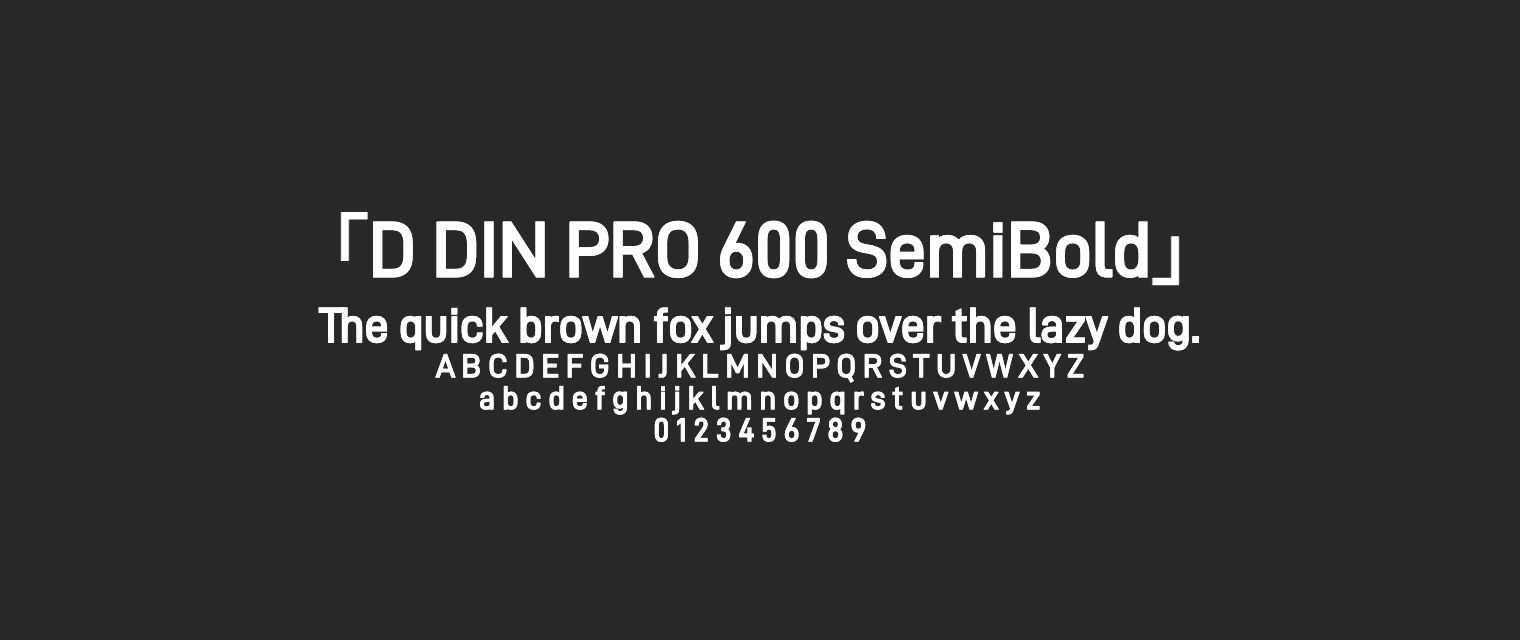 「D DIN PRO 600 SemiBold」
The quick brown fox jumps over the lazy dog.
A B C D E F G H I J K L M N O P Q R S T U V W X Y Z
a b c d e f g h i j k l m n o p q r s t u v w x y z
0 1 2 3 4 5 6 7 8 9